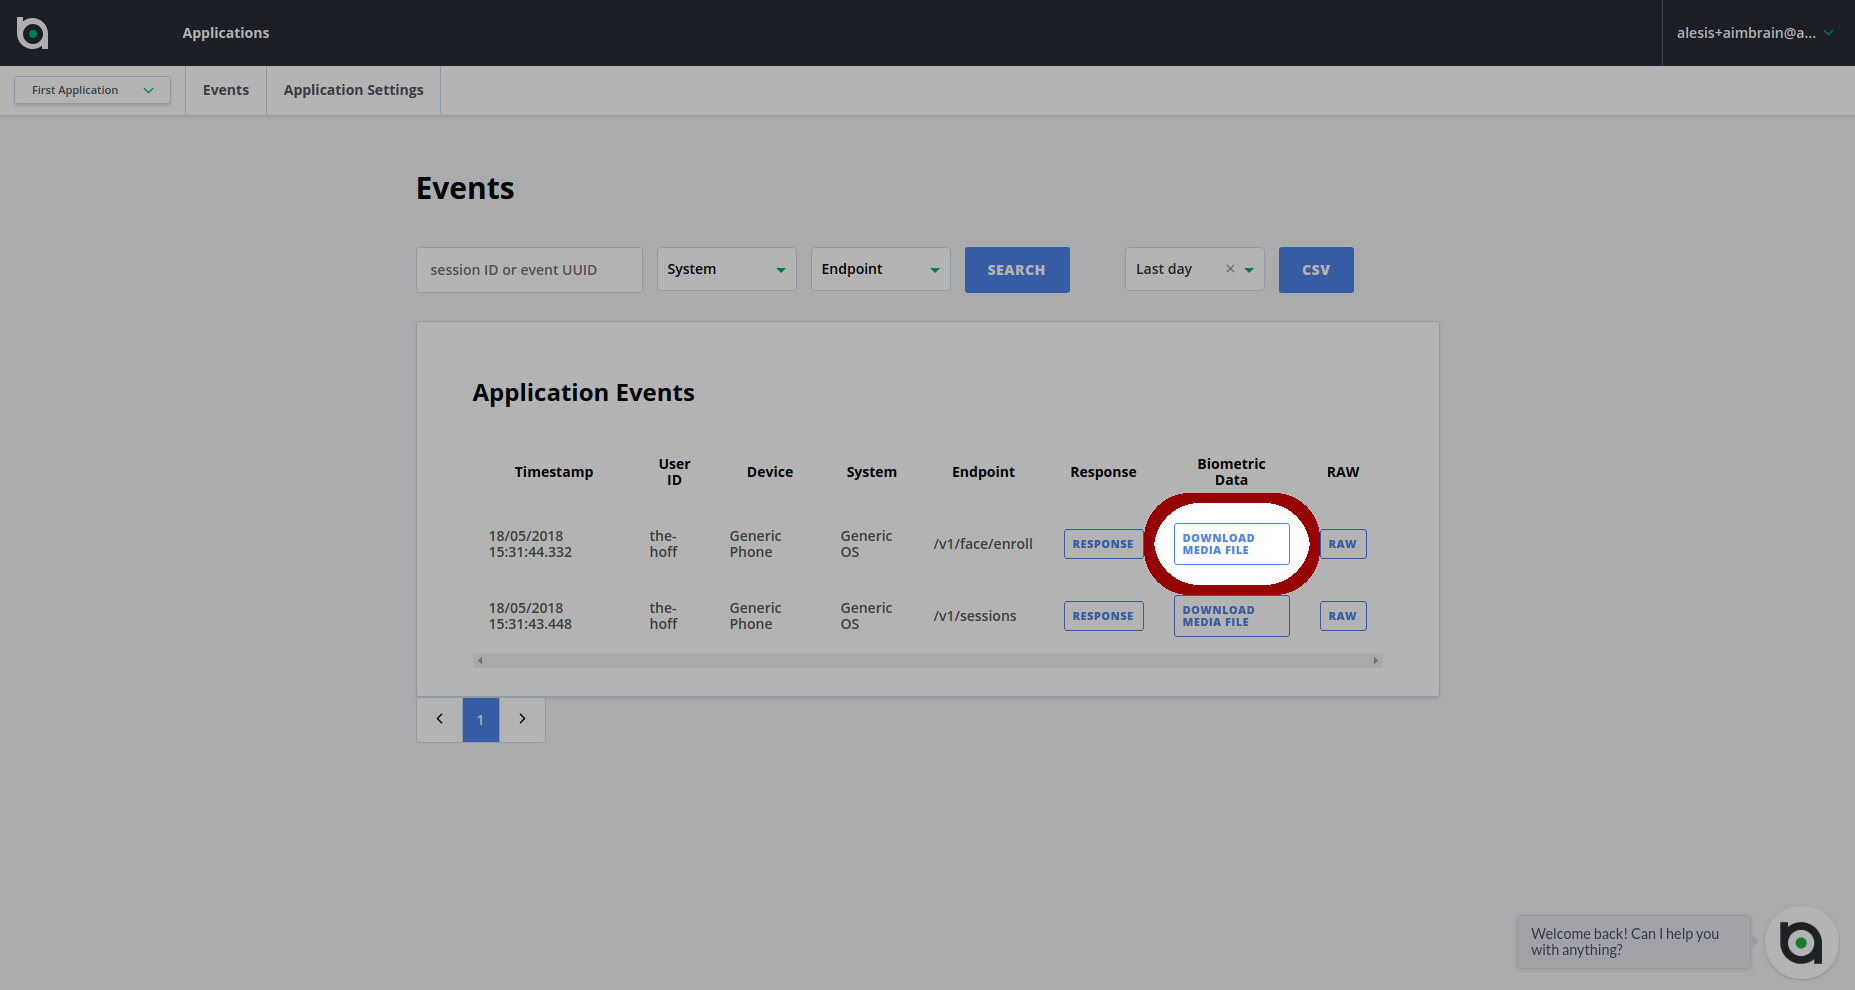 Applications
alesis+aimbrain@a...
First Application
Events
Application Settings
Events
session ID or event UUID
System
Endpoint
SEARCH
Last day
×
CSV
Application Events
Timestamp
User
ID
Device
System
Endpoint
Response
Biometric
Data
RAW
18/05/2018
15:31:44.332
the-
hoff
Generic
Phone
Generic
OS
/v1/face/enroll
RESPONSE
DOWNLOAD
MEDIA FILE
RAW
18/05/2018
15:31:43.448
the-
hoff
Generic
Phone
Generic
OS
/v1/sessions
RESPONSE
DOWNLOAD
MEDIA FILE
RAW
1
Welcome back! Can I help you
with anything?